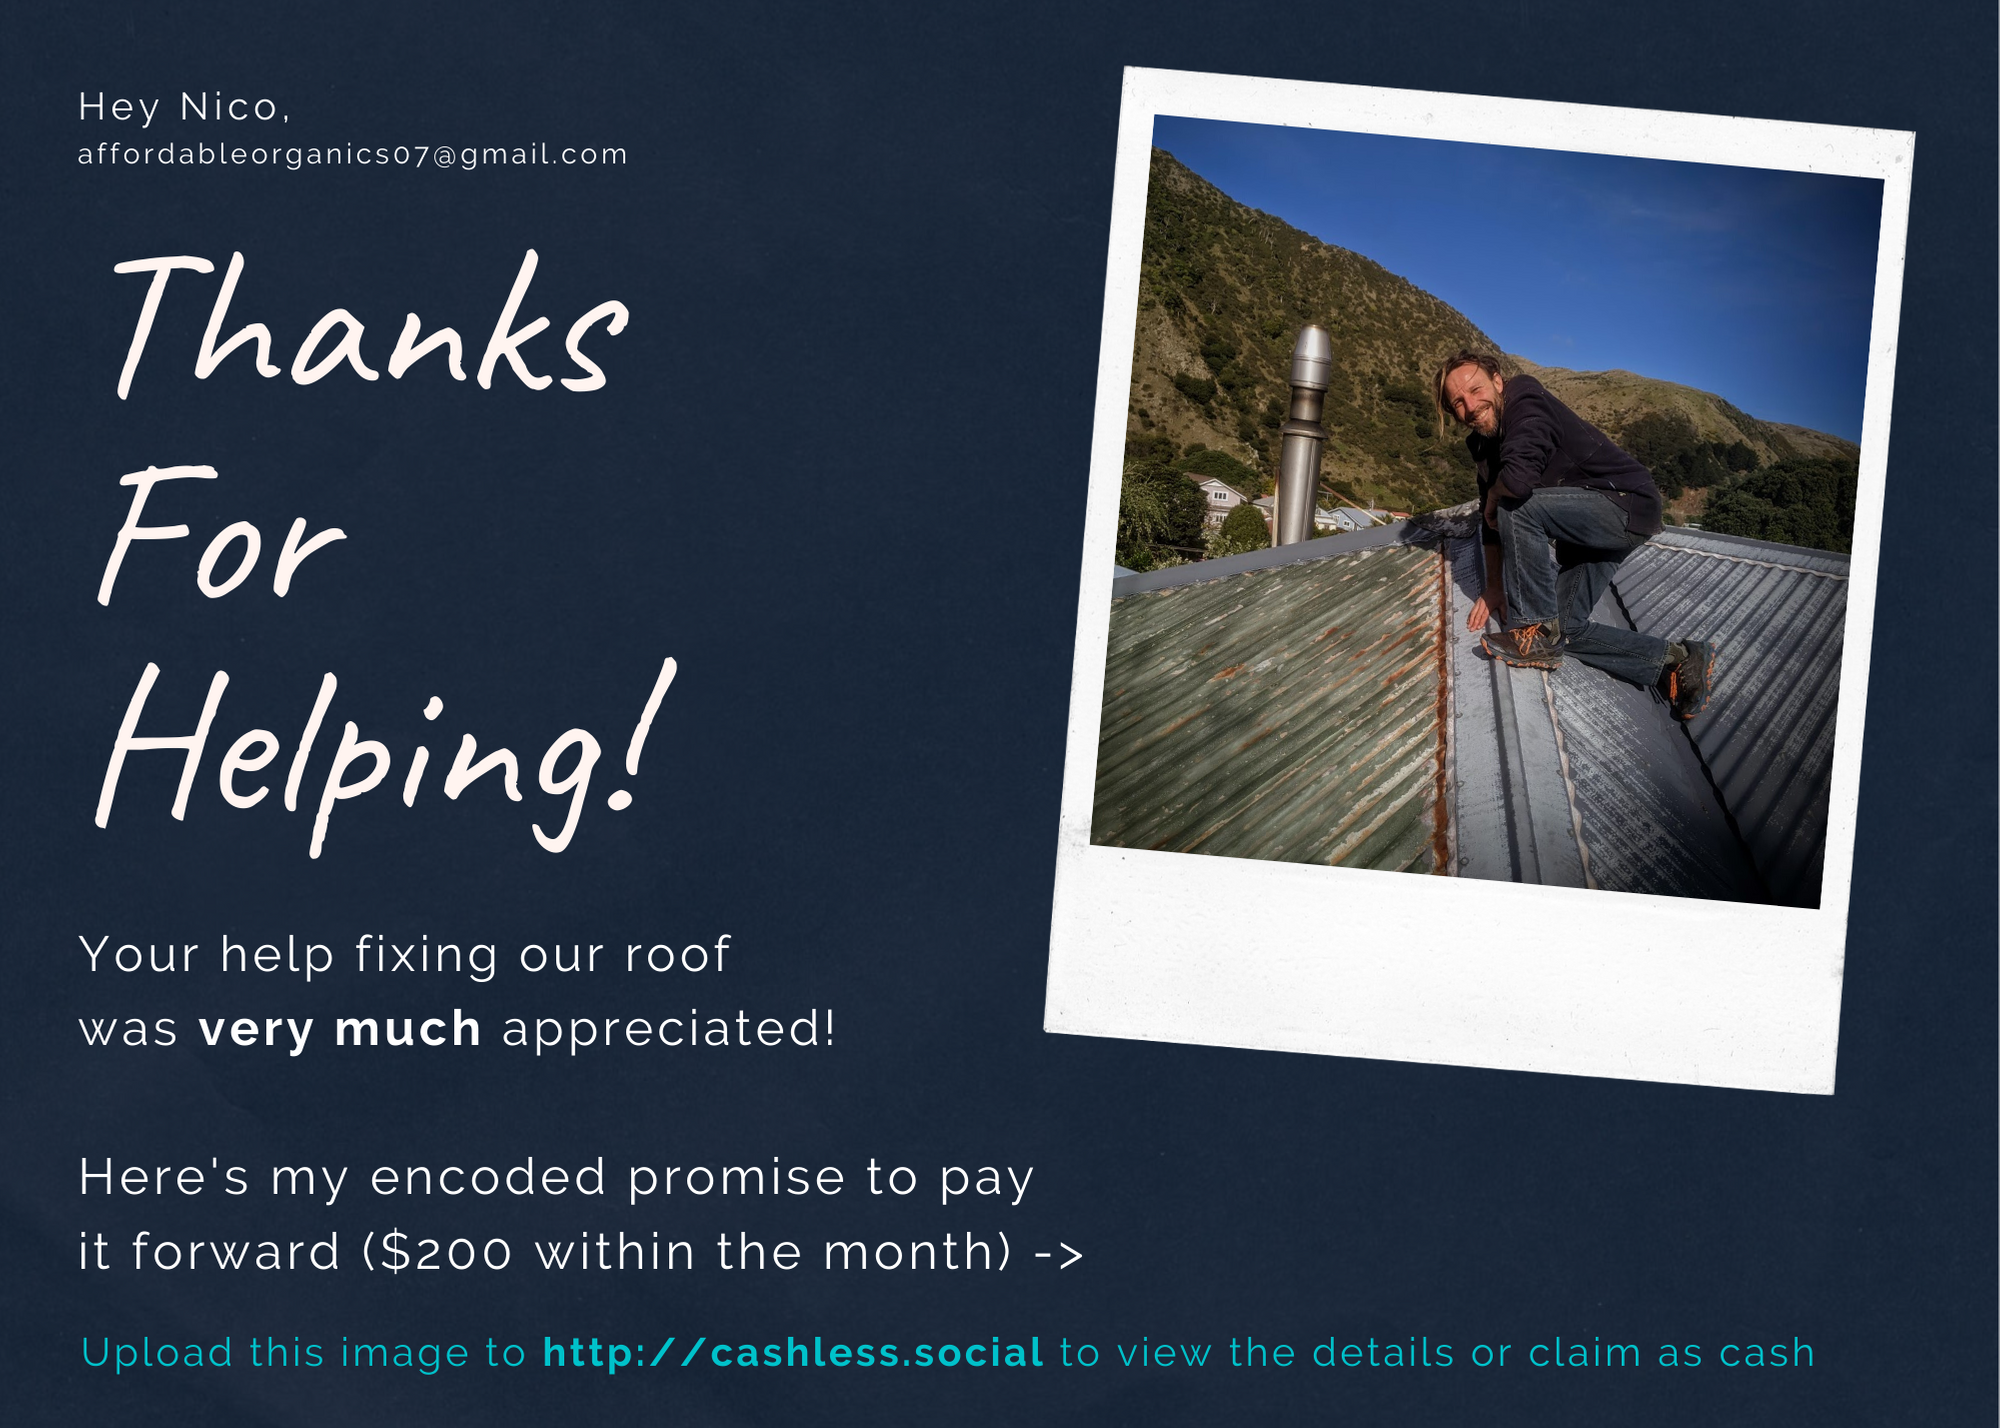 Hey Nico,
affordableorganics07@gmail.com
Thanks
For
Helping!
Your help fixing our roof
was very much appreciated!
Here's my encoded promise to pay
it forward ($200 within the month) ->
Upload this image to http://cashless.social to view the details or claim as cash